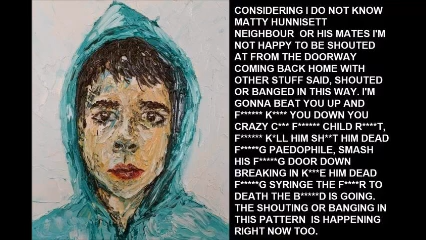 CONSIDERING I DO NOT KNOW
MATTY HUNNISETT
NEIGHBOUR OR HIS MATES I'M
NOT HAPPY TO BE SHOUTED
AT FROM THE DOORWAY
COMING BACK HOME WITH
OTHER STUFF SAID, SHOUTED
OR BANGED IN THIS WAY. I'M
GONNA BEAT YOU UP AND
F****** K**** YOU DOWN YOU
CRAZY C*** F****** CHILD R****T,
F****** K*LL HIM SH**T HIM DEAD
F*****G PAEDOPHILE, SMASH
HIS F*****G DOOR DOWN
BREAKING IN K***E HIM DEAD
F*****G SYRINGE THE F****R TO
DEATH THE B*****D IS GOING.
THE SHOUTING OR BANGING IN
THIS PATTERN IS HAPPENING
RIGHT NOW TOO.